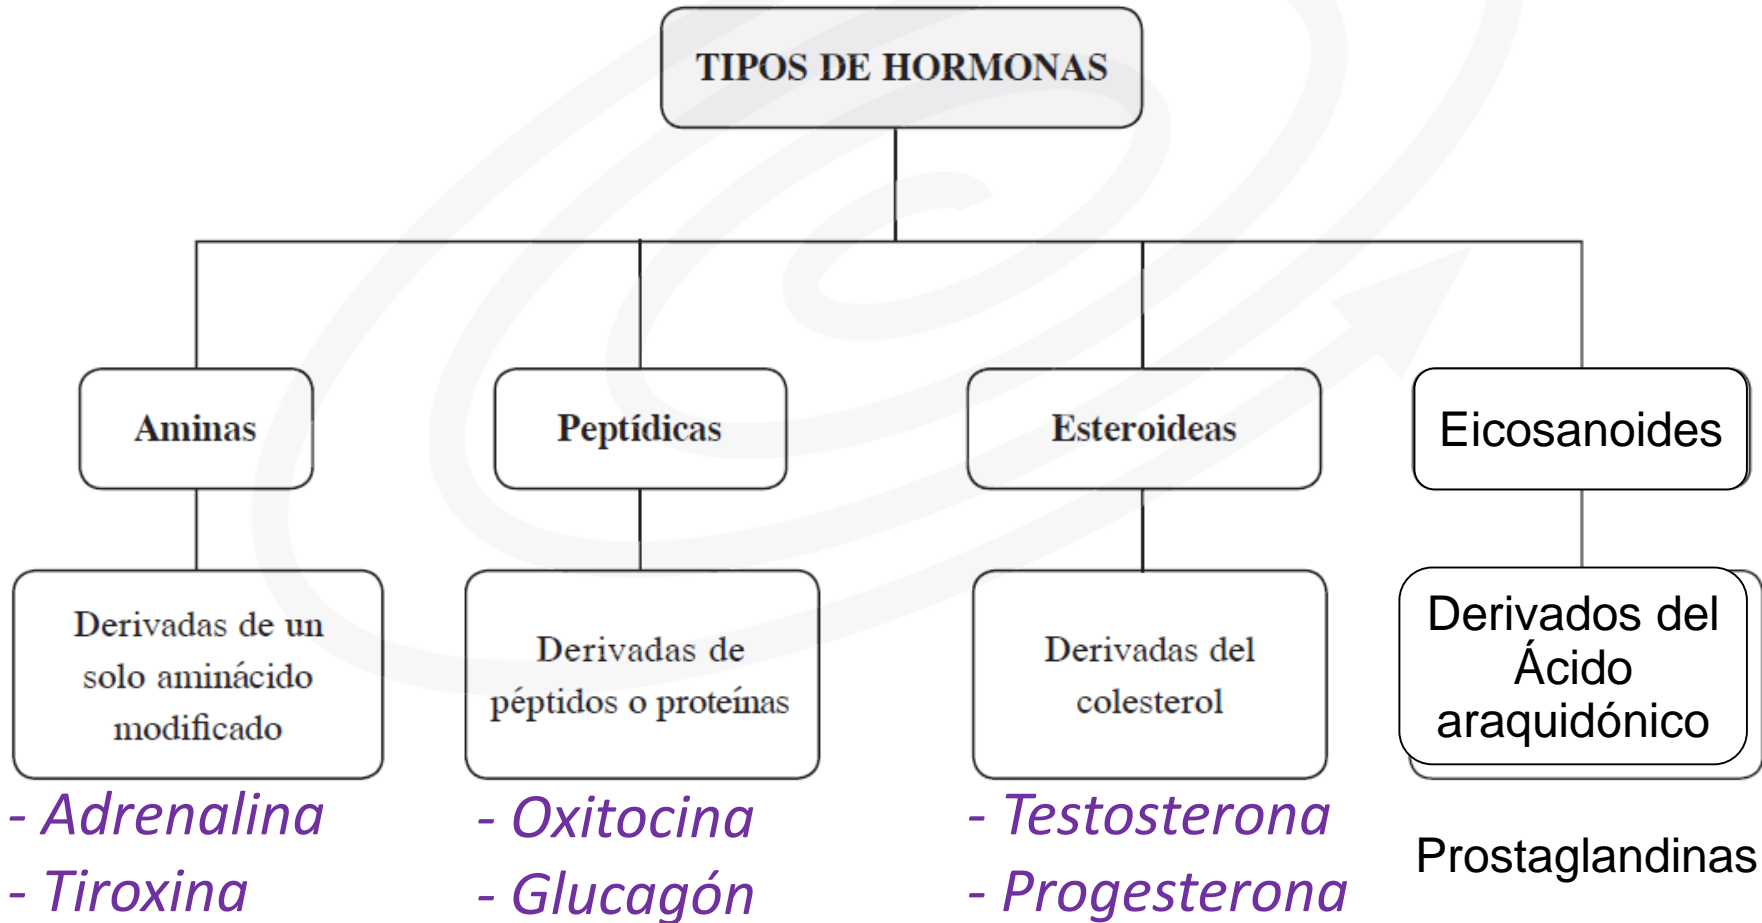 TIPOS DE HORMONAS
Aminas
Peptídicas
Esteroideas
Eicosanoides
Derivadas de un
solo aminácido
modificado
Derivadas de
péptidos o proteínas
Derivadas del
colesterol
Derivados del
Ácido
araquidónico
- Adrenalina
- Tiroxina
- Oxitocina
- Glucagón
- Testosterona
- Progesterona
Prostaglandinas